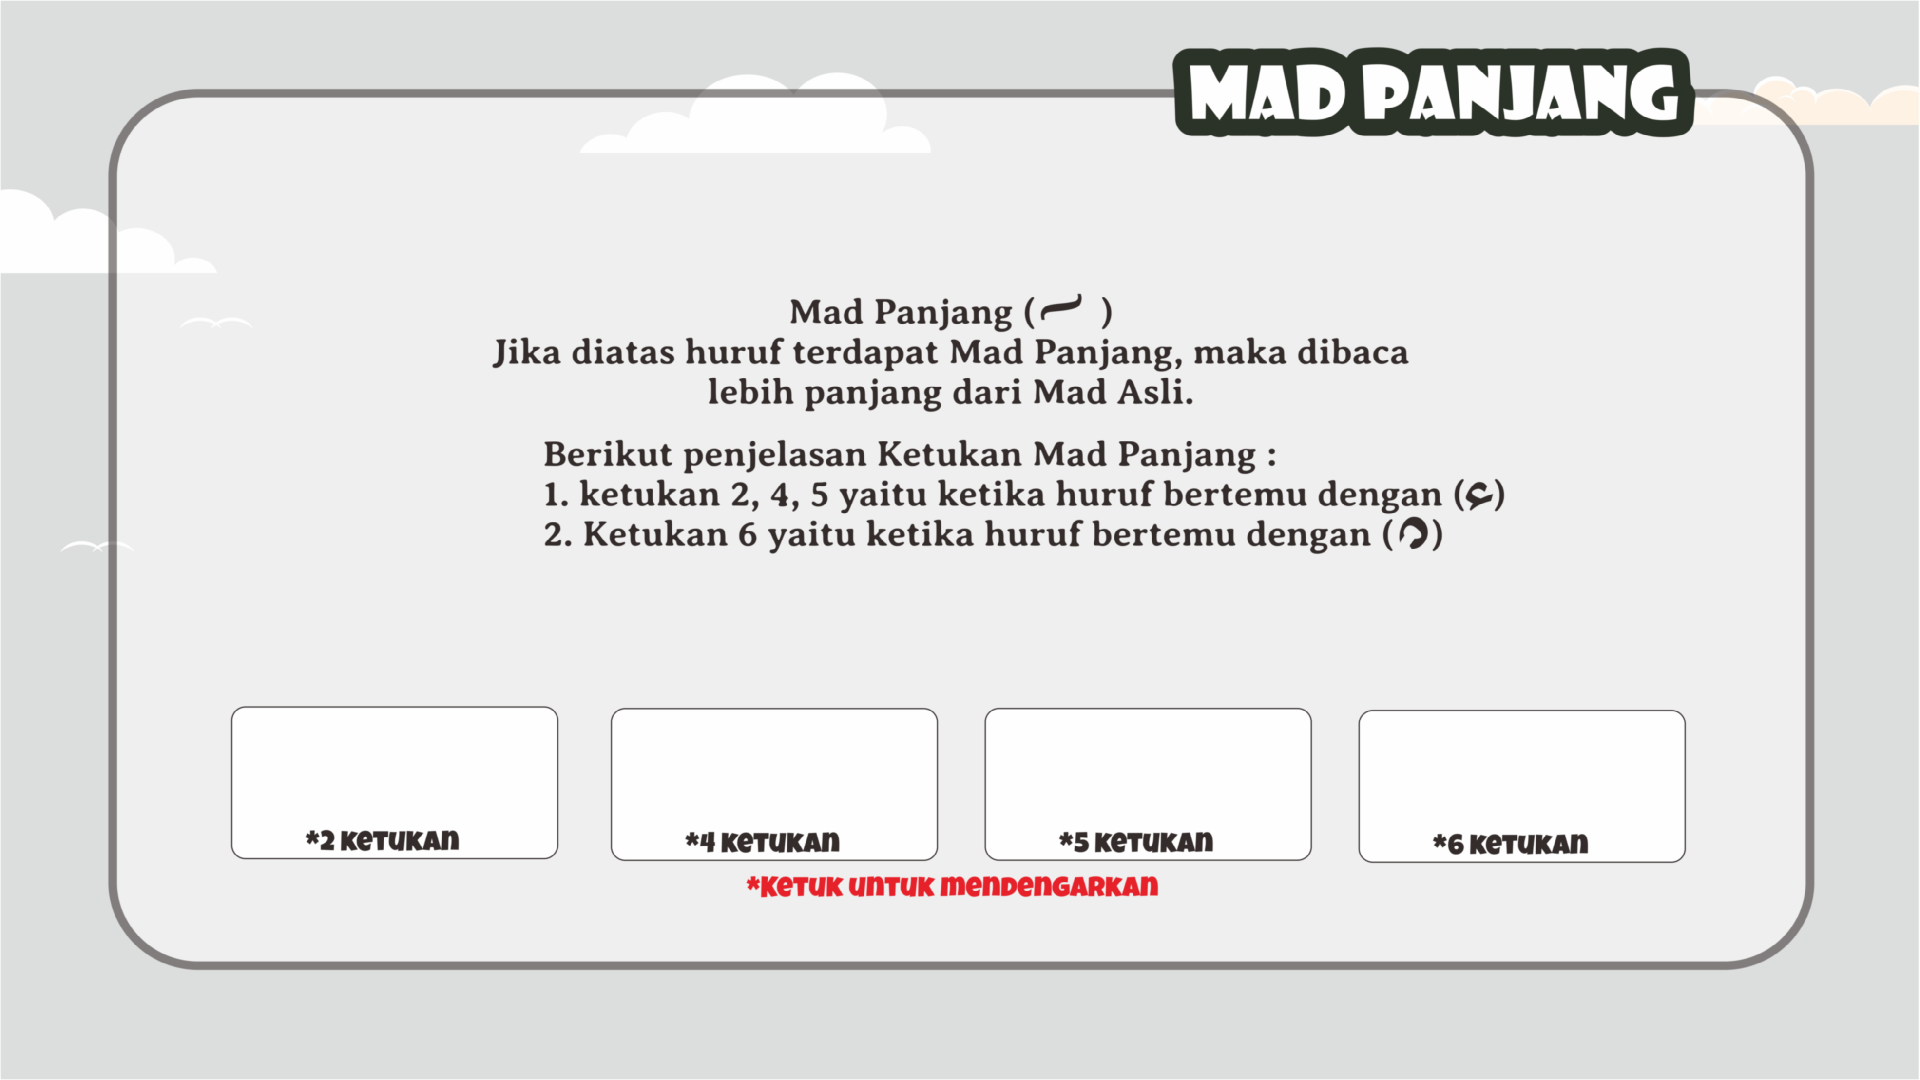 MAD PANJANG
Mad Panjang ( ٓ )
Jika diatas huruf terdapat Mad Panjang, maka dibaca
lebih panjang dari Mad Asli.
Berikut penjelasan Ketukan Mad Panjang :
1. ketukan 2, 4, 5 yaitu ketika huruf bertemu dengan (ء)
2. Ketukan 6 yaitu ketika huruf bertemu dengan ( )
*2 KETUKAN
*4 KETUKAN
*5 KETUKAN
*6 KETUKAN
*KETUK UNTUK MENDENGARKAN